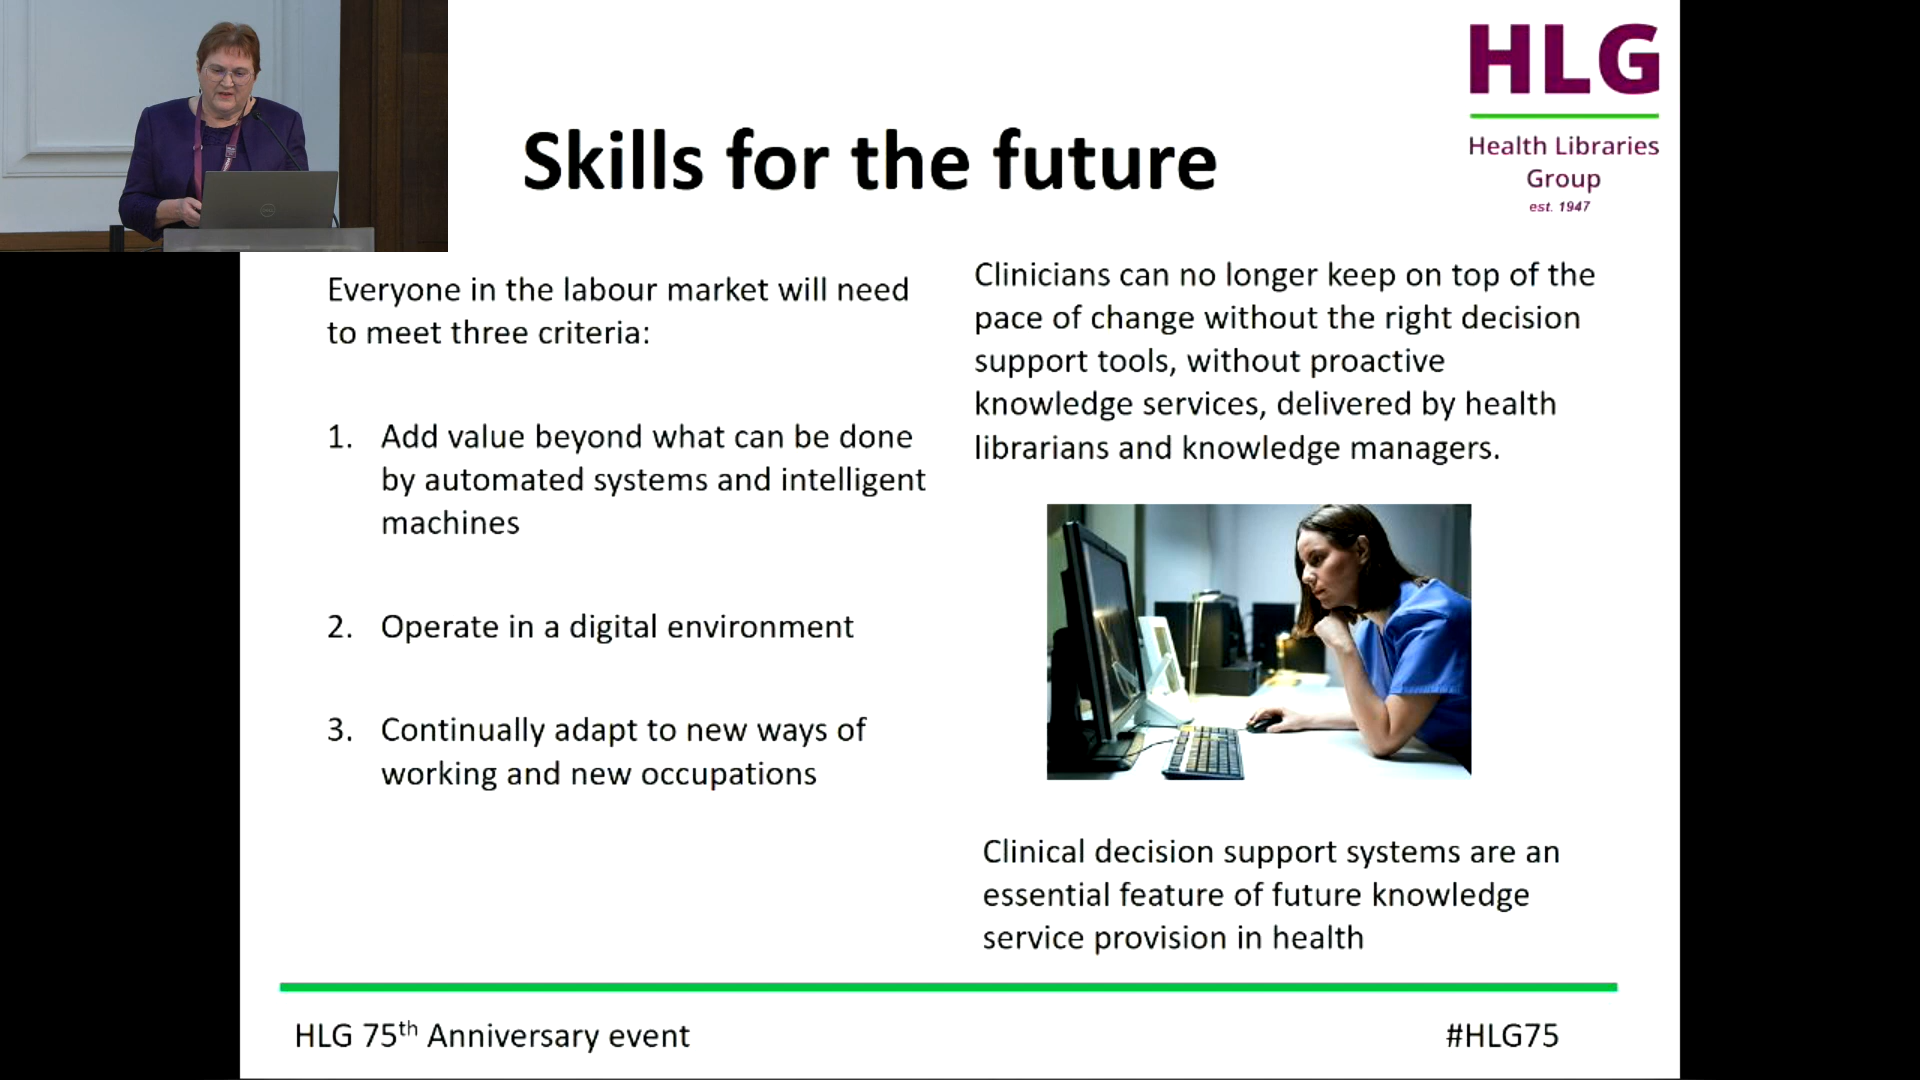 HLG
Health Libraries
Group
est. 1947
Skills for the future
Everyone in the labour market will need
to meet three criteria:
1. Add value beyond what can be done
by automated systems and intelligent
machines
2. Operate in a digital environment
3. Continually adapt to new ways of
working and new occupations
Clinicians can no longer keep on top of the
pace of change without the right decision
support tools, without proactive
knowledge services, delivered by health
librarians and knowledge managers.
Clinical decision support systems are an
essential feature of future knowledge
service provision in health
HLG 75th Anniversary event
#HLG75